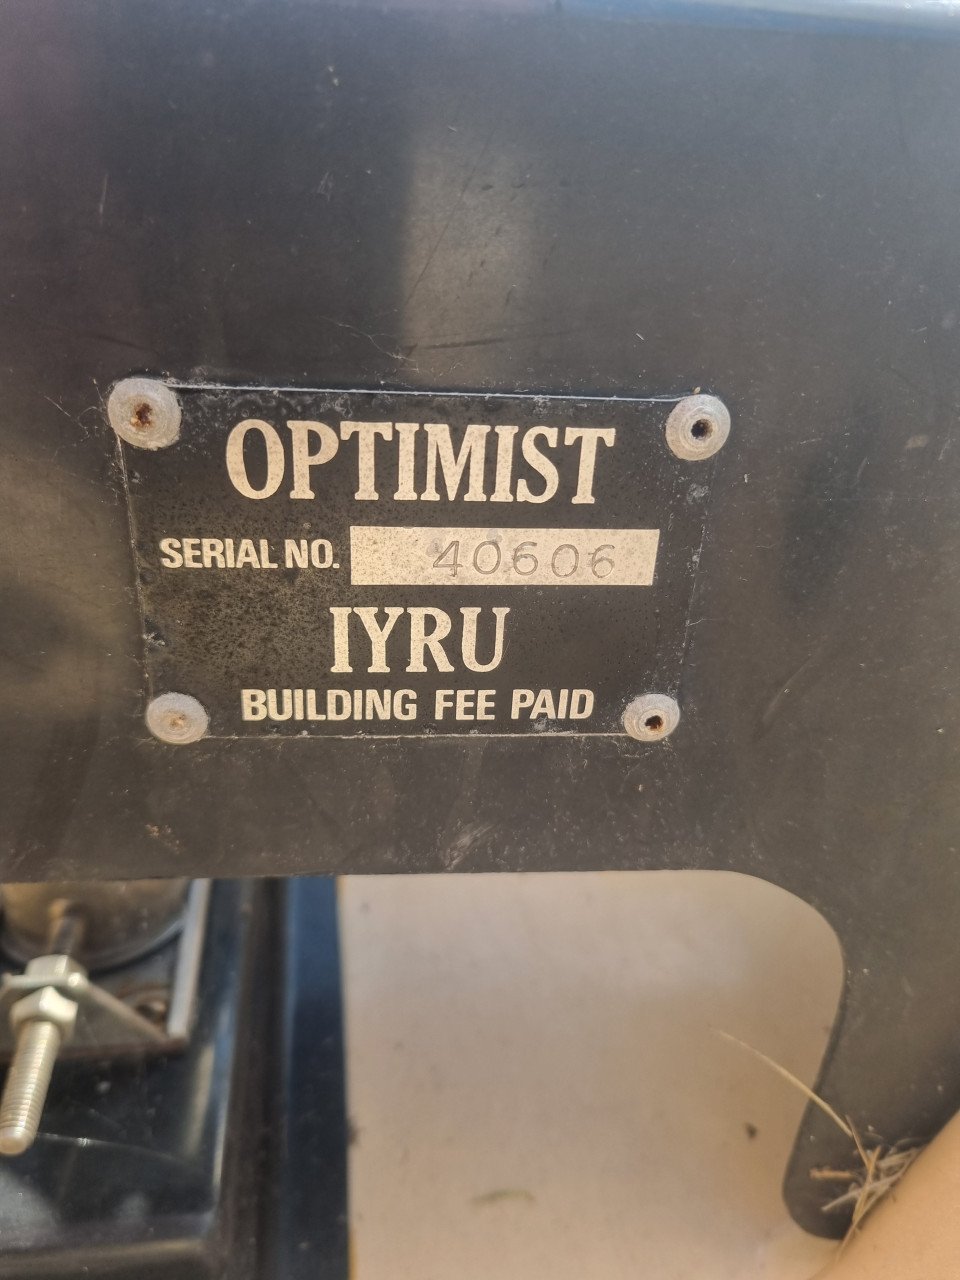 OPTIMIST
SERIAL NO. 40606
IYRU
BUILDING FEE PAID